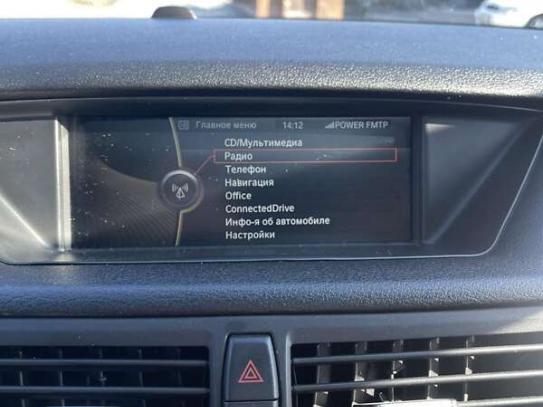 Главное меню 14:12 POWER FMTP
CD/Мультимедиа
Радио
Телефон
Навигация
Office
ConnectedDrive
Инфо-я об автомобиле
Настройки